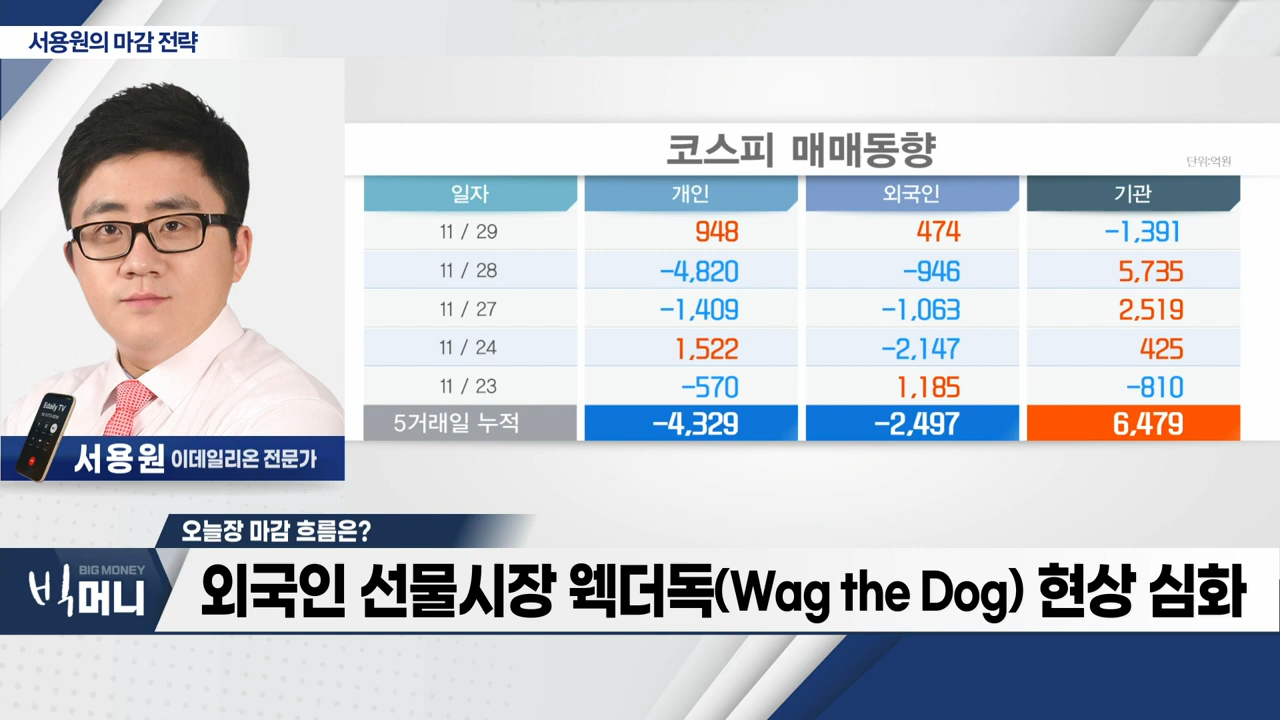 서용원의 마감 전략
코스피 매매동향
단위:억원
일자 개인 외국인 기관
11 / 29 948 474 -1,391
11 / 28 -4,820 -946 5,735
11 / 27 -1,409 -1,063 2,519
11 / 24 1,522 -2,147 425
11 / 23 -570 1,185 -810
5거래일 누적 -4,329 -2,497 6,479
Edaily TV
서용원 이데일리온 전문가
오늘장 마감 흐름은?
BIG MONEY
빅머니
외국인 선물시장 웩더독(Wag the Dog) 현상 심화